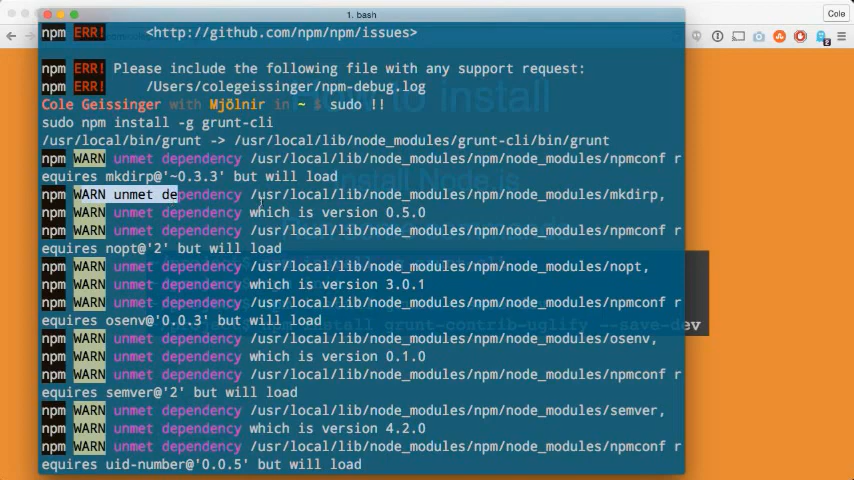 1. bash
Cole
npm ERR!     <http://github.com/npm/npm/issues>
npm ERR! Please include the following file with any support request:
npm ERR!     /Users/colegeissinger/npm-debug.log
Cole Geissinger with Mjölnir in ~ $ sudo !!
sudo npm install -g grunt-cli
/usr/local/bin/grunt -> /usr/local/lib/node_modules/grunt-cli/bin/grunt
npm WARN unmet dependency /usr/local/lib/node_modules/npm/node_modules/npmconf r
equires mkdirp@'~0.3.3' but will load
npm WARN unmet dependency /usr/local/lib/node_modules/npm/node_modules/mkdirp,
npm WARN unmet dependency which is version 0.5.0
npm WARN unmet dependency /usr/local/lib/node_modules/npm/node_modules/npmconf r
equires nopt@'2' but will load
npm WARN unmet dependency /usr/local/lib/node_modules/npm/node_modules/nopt,
npm WARN unmet dependency which is version 3.0.1
npm WARN unmet dependency /usr/local/lib/node_modules/npm/node_modules/npmconf r
equires osenv@'0.0.3' but will load
npm WARN unmet dependency /usr/local/lib/node_modules/npm/node_modules/osenv,
npm WARN unmet dependency which is version 0.1.0
npm WARN unmet dependency /usr/local/lib/node_modules/npm/node_modules/npmconf r
equires semver@'2' but will load
npm WARN unmet dependency /usr/local/lib/node_modules/npm/node_modules/semver,
npm WARN unmet dependency which is version 4.2.0
npm WARN unmet dependency /usr/local/lib/node_modules/npm/node_modules/npmconf r
equires uid-number@'0.0.5' but will load
to install
install Node.js
install grunt-contrib-uglify --save-dev